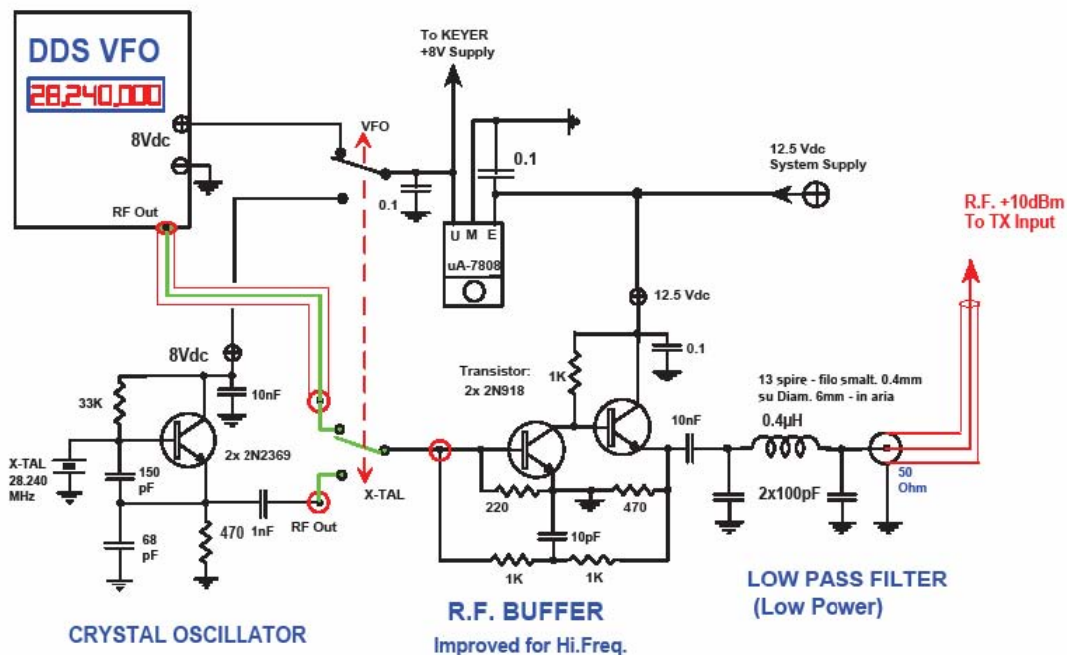 DDS VFO
28,240,000
8Vdc
RF Out
VFO
To KEYER
+8V Supply
0.1
0.1
U M E
uA-7808
12.5 Vdc
System Supply
R.F. +10dBm
To TX Input
12.5 Vdc
0.1
Transistor:
2x 2N918
1K
10nF
13 spire - filo smalt. 0.4mm
su Diam. 6mm - in aria
0.4µH
2x100pF
50
Ohm
8Vdc
10nF
33K
2x 2N2369
X-TAL
28.240
MHz
150
pF
68
pF
470
1nF
RF Out
X-TAL
220
470
10pF
1K
1K
CRYSTAL OSCILLATOR
R.F. BUFFER
Improved for Hi.Freq.
LOW PASS FILTER
(Low Power)